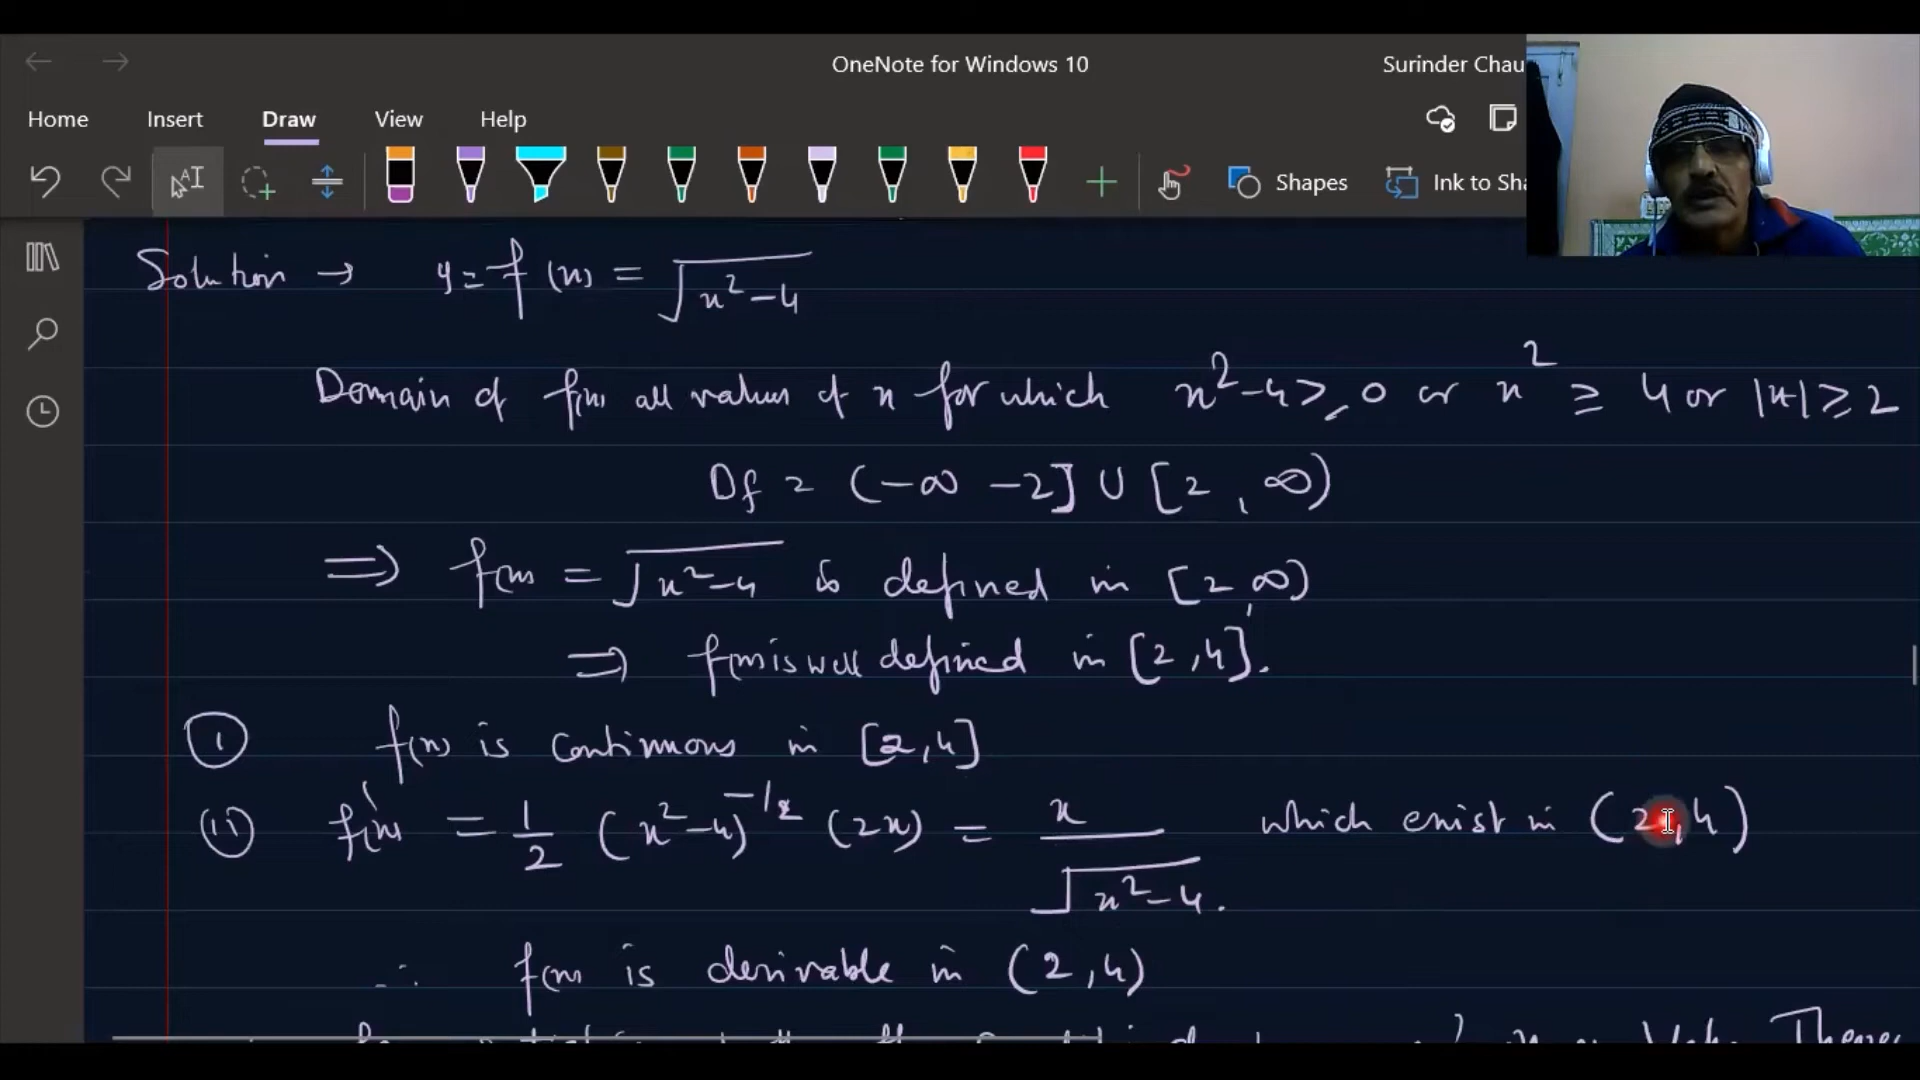 OneNote for Windows 10
Surinder Chau
Home Insert Draw View Help
Shapes Ink to Sha
Solution → y = f(x) = √(x² - 4)
Domain of f(x) all values of x for which x² - 4 ≥ 0 or x² ≥ 4 or |x| ≥ 2
Df = (-∞ -2] ∪ [2, ∞)
⇒ f(x) = √(x² - 4) is defined in [2, ∞)
⇒ f(x) is well defined in [2, 4].
(i) f(x) is continuous in [2, 4]
(ii) f'(x) = 1/2 (x² - 4)^(-1/2) (2x) = x/√(x² - 4). which exist in (2, 4)
∴ f(x) is derivable in (2, 4)